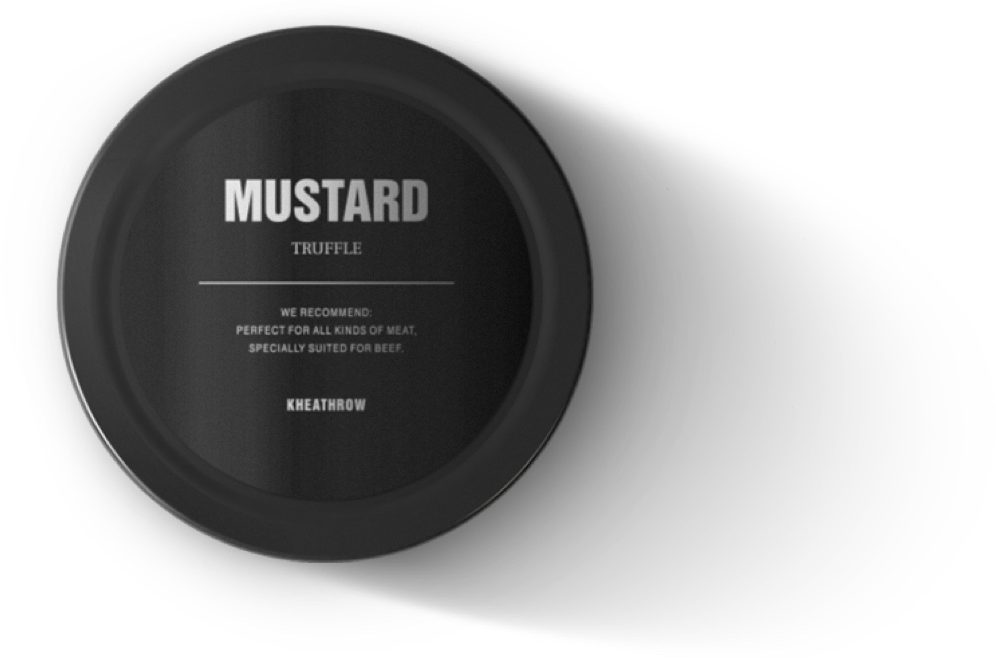 MUSTARD
TRUFFLE
WE RECOMMEND:
PERFECT FOR ALL KINDS OF MEAT,
SPECIALLY SUITED FOR BEEF.
KHEATHROW